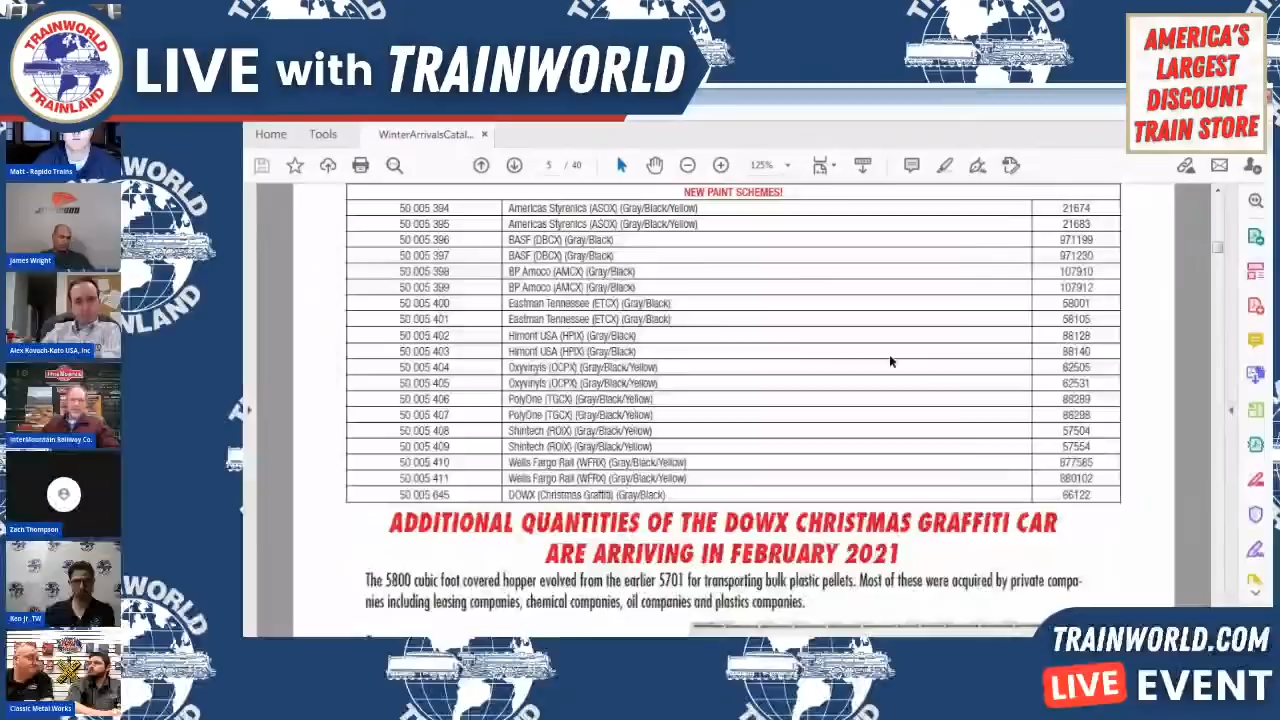 TRAINWORLD
TRAINLAND
LIVE with TRAINWORLD
AMERICA'S
LARGEST
DISCOUNT
TRAIN STORE
Home Tools WinterArrivalsCatal... ×
5 / 40 125%
Matt - Rapido Trains
James Wright
Alex Kovach-Kato USA, Inc
InterMountain Railway Co.
Zach Thompson
Ken Jr. TW
Classic Metal Works
NEW PAINT SCHEMES!
50 005 394 Americas Styrenics (ASOX) (Gray/Black/Yellow) 21674
50 005 395 Americas Styrenics (ASOX) (Gray/Black/Yellow) 21683
50 005 396 BASF (DBCX) (Gray/Black) 971199
50 005 397 BASF (DBCX) (Gray/Black) 971230
50 005 398 BP Amoco (AMCX) (Gray/Black) 107910
50 005 399 BP Amoco (AMCX) (Gray/Black) 107912
50 005 400 Eastman Tennessee (ETCX) (Gray/Black) 58001
50 005 401 Eastman Tennessee (ETCX) (Gray/Black) 58105
50 005 402 Himont USA (HPIX) (Gray/Black) 88128
50 005 403 Himont USA (HPIX) (Gray/Black) 88140
50 005 404 Oxyvinyls (OCPX) (Gray/Black/Yellow) 62505
50 005 405 Oxyvinyls (OCPX) (Gray/Black/Yellow) 62531
50 005 406 PolyOne (TGCX) (Gray/Black/Yellow) 86289
50 005 407 PolyOne (TGCX) (Gray/Black/Yellow) 86298
50 005 408 Shintech (ROIX) (Gray/Black/Yellow) 57504
50 005 409 Shintech (ROIX) (Gray/Black/Yellow) 57554
50 005 410 Wells Fargo Rail (WFRX) (Gray/Black/Yellow) 877585
50 005 411 Wells Fargo Rail (WFRX) (Gray/Black/Yellow) 880102
50 005 645 DOWX (Christmas Graffiti) (Gray/Black) 66122
ADDITIONAL QUANTITIES OF THE DOWX CHRISTMAS GRAFFITI CAR
ARE ARRIVING IN FEBRUARY 2021
The 5800 cubic foot covered hopper evolved from the earlier 5701 for transporting bulk plastic pellets. Most of these were acquired by private compa-
nies including leasing companies, chemical companies, oil companies and plastics companies.
TRAINWORLD.COM
LIVE EVENT